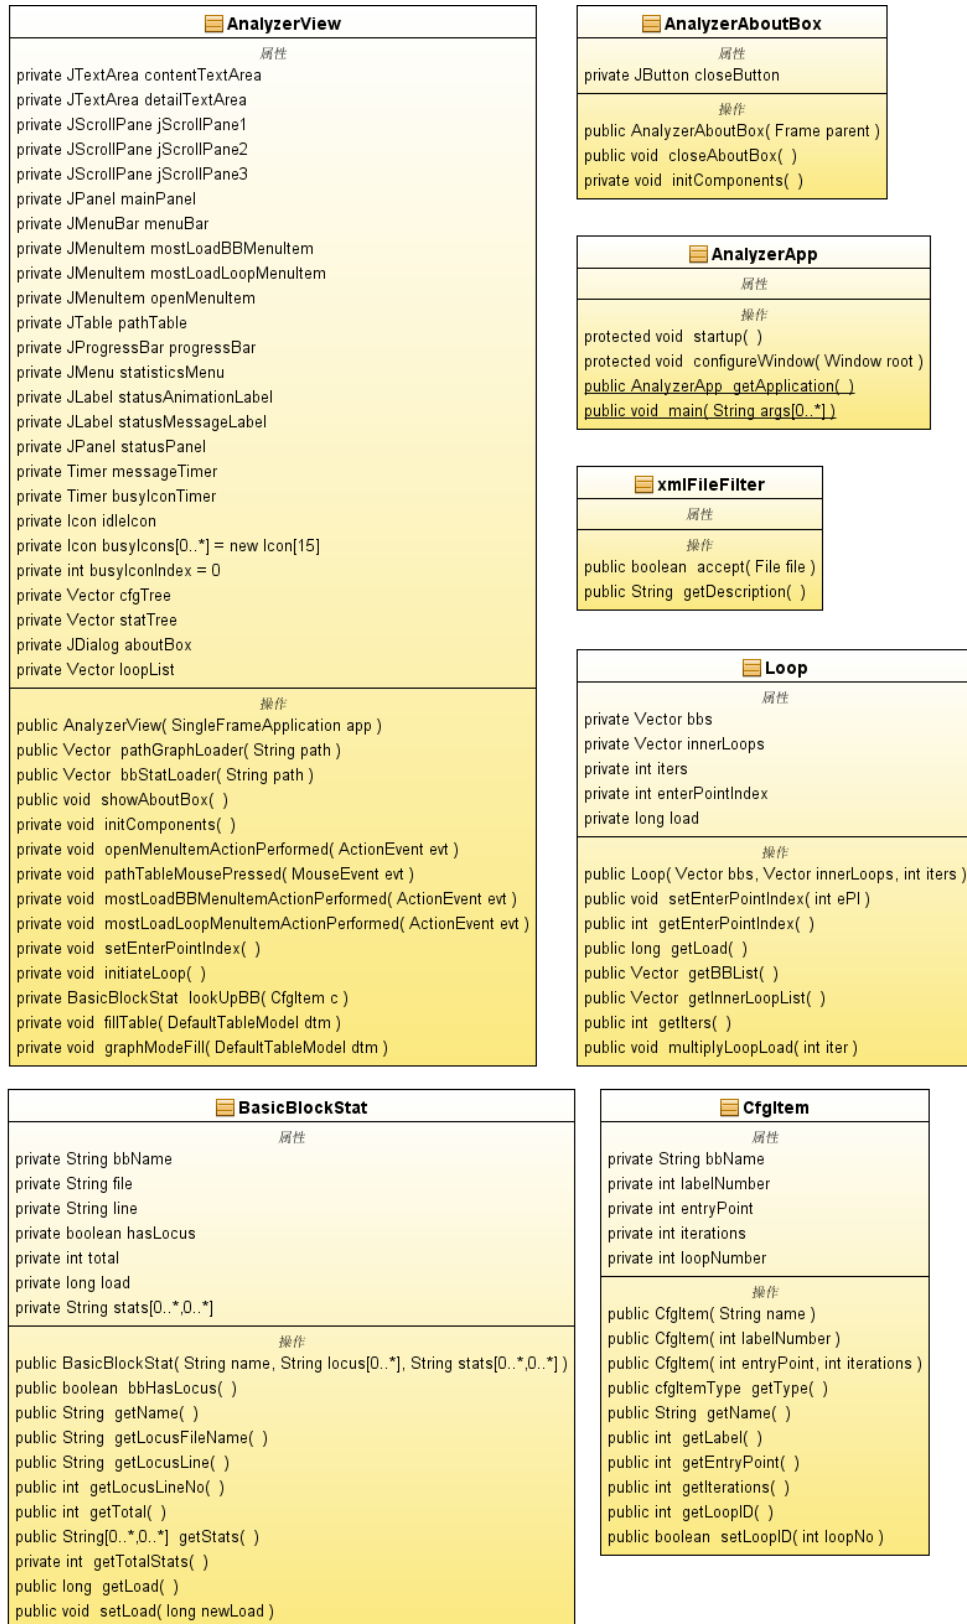 AnalyzerView
属性
private JTextArea contentTextArea
private JTextArea detailTextArea
private JScrollPane jScrollPane1
private JScrollPane jScrollPane2
private JScrollPane jScrollPane3
private JPanel mainPanel
private JMenuBar menuBar
private JMenuItem mostLoadBBMenuItem
private JMenuItem mostLoadLoopMenuItem
private JMenuItem openMenuItem
private JTable pathTable
private JProgressBar progressBar
private JMenu statisticsMenu
private JLabel statusAnimationLabel
private JLabel statusMessageLabel
private JPanel statusPanel
private Timer messageTimer
private Timer busyIconTimer
private Icon idleIcon
private Icon busyIcons[0..*] = new Icon[15]
private int busyIconIndex = 0
private Vector cfgTree
private Vector statTree
private JDialog aboutBox
private Vector loopList
操作
public AnalyzerView( SingleFrameApplication app )
public Vector pathGraphLoader( String path )
public Vector bbStatLoader( String path )
public void showAboutBox( )
private void initComponents( )
private void openMenuItemActionPerformed( ActionEvent evt )
private void pathTableMousePressed( MouseEvent evt )
private void mostLoadBBMenuItemActionPerformed( ActionEvent evt )
private void mostLoadLoopMenuItemActionPerformed( ActionEvent evt )
private void setEnterPointIndex( )
private void initiateLoop( )
private BasicBlockStat lookUpBB( CfgItem c )
private void fillTable( DefaultTableModel dtm )
private void graphModeFill( DefaultTableModel dtm )
AnalyzerAboutBox
属性
private JButton closeButton
操作
public AnalyzerAboutBox( Frame parent )
public void closeAboutBox( )
private void initComponents( )
AnalyzerApp
属性
操作
protected void startup( )
protected void configureWindow( Window root )
public AnalyzerApp getApplication( )
public void main( String args[0..*] )
xmlFileFilter
属性
操作
public boolean accept( File file )
public String getDescription( )
Loop
属性
private Vector bbs
private Vector innerLoops
private int iters
private int enterPointIndex
private long load
操作
public Loop( Vector bbs, Vector innerLoops, int iters )
public void setEnterPointIndex( int ePI )
public int getEnterPointIndex( )
public long getLoad( )
public Vector getBBList( )
public Vector getInnerLoopList( )
public int getIters( )
public void multiplyLoopLoad( int iter )
BasicBlockStat
属性
private String bbName
private String file
private String line
private boolean hasLocus
private int total
private long load
private String stats[0..*,0..*]
操作
public BasicBlockStat( String name, String locus[0..*], String stats[0..*,0..*] )
public boolean bbHasLocus( )
public String getName( )
public String getLocusFileName( )
public String getLocusLine( )
public int getLocusLineNo( )
public int getTotal( )
public String[0..*,0..*] getStats( )
private int getTotalStats( )
public long getLoad( )
public void setLoad( long newLoad )
CfgItem
属性
private String bbName
private int labelNumber
private int entryPoint
private int iterations
private int loopNumber
操作
public CfgItem( String name )
public CfgItem( int labelNumber )
public CfgItem( int entryPoint, int iterations )
public cfgItemType getType( )
public String getName( )
public int getLabel( )
public int getEntryPoint( )
public int getIterations( )
public int getLoopID( )
public boolean setLoopID( int loopNo )